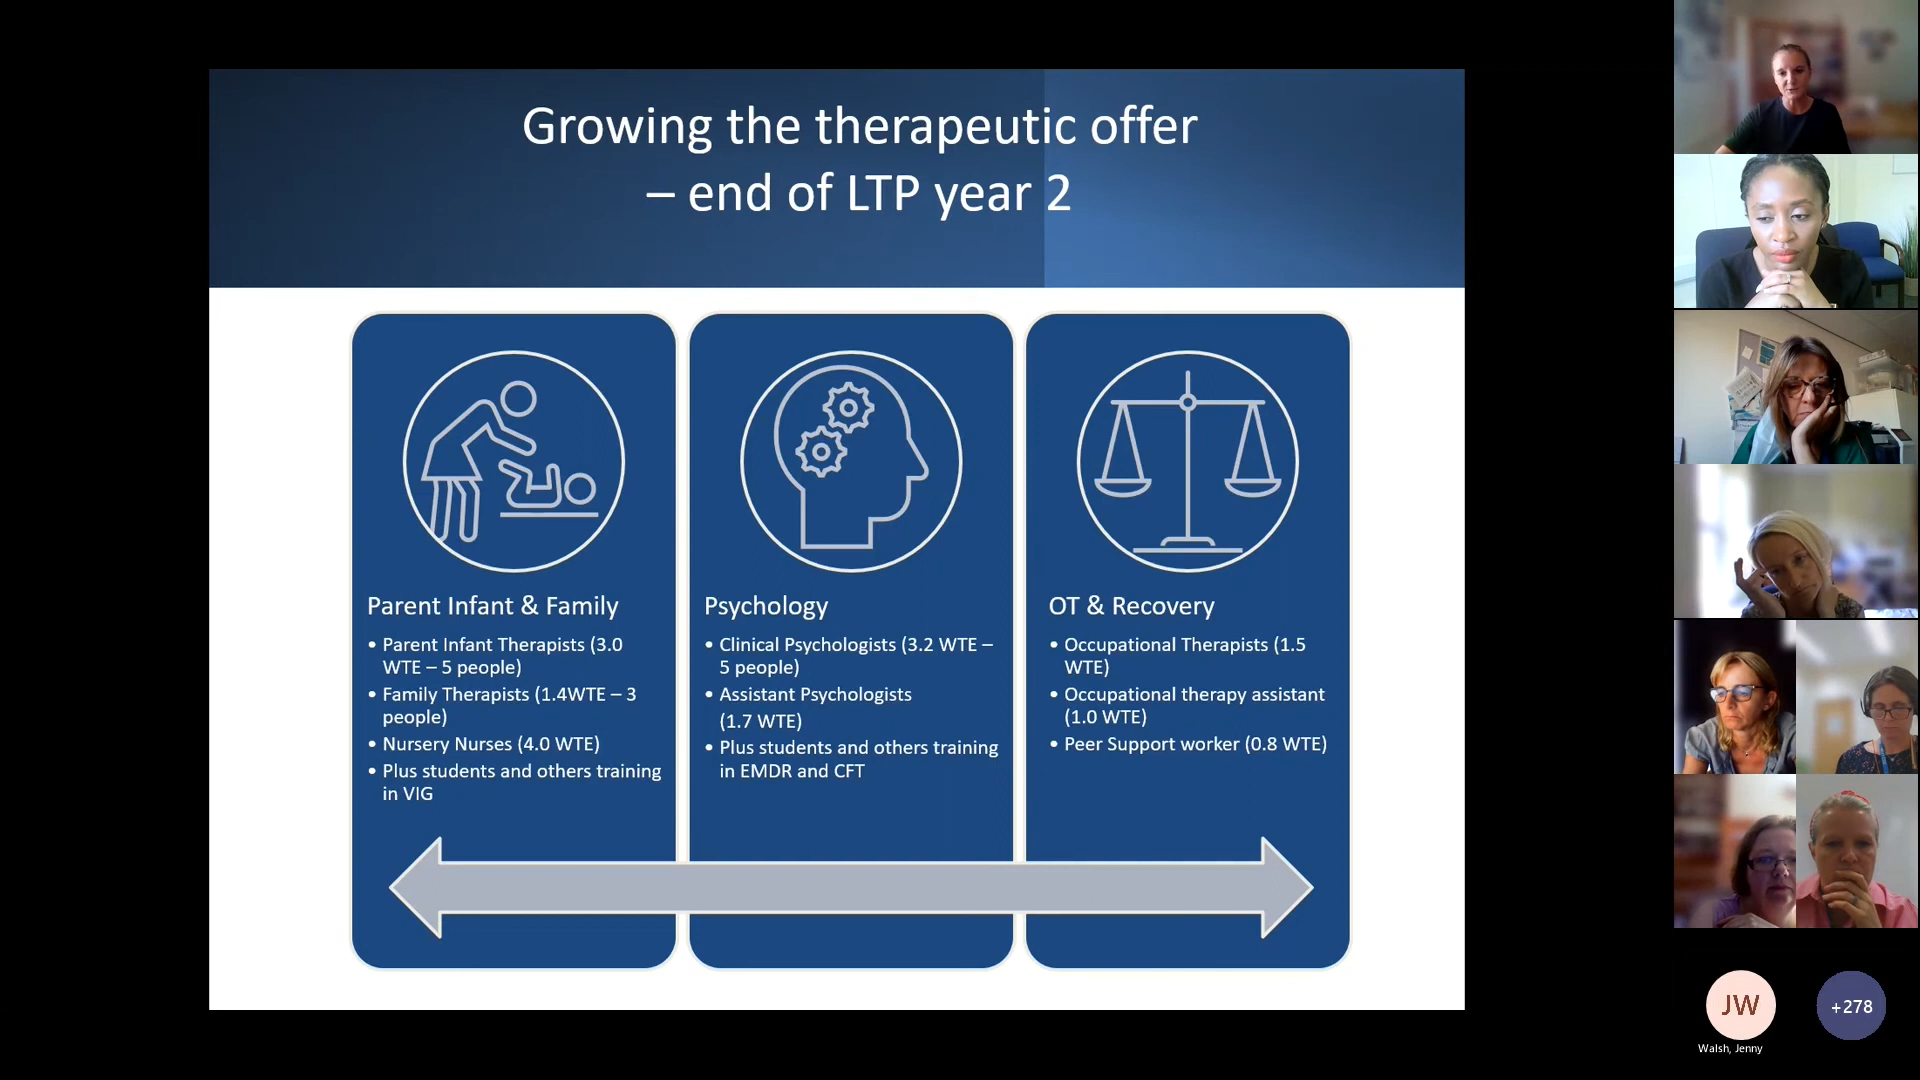 Growing the therapeutic offer
– end of LTP year 2
Parent Infant & Family
• Parent Infant Therapists (3.0
WTE – 5 people)
• Family Therapists (1.4WTE – 3
people)
• Nursery Nurses (4.0 WTE)
• Plus students and others training
in VIG
Psychology
• Clinical Psychologists (3.2 WTE –
5 people)
• Assistant Psychologists
(1.7 WTE)
• Plus students and others training
in EMDR and CFT
OT & Recovery
• Occupational Therapists (1.5
WTE)
• Occupational therapy assistant
(1.0 WTE)
• Peer Support worker (0.8 WTE)
JW
Walsh, Jenny
+278